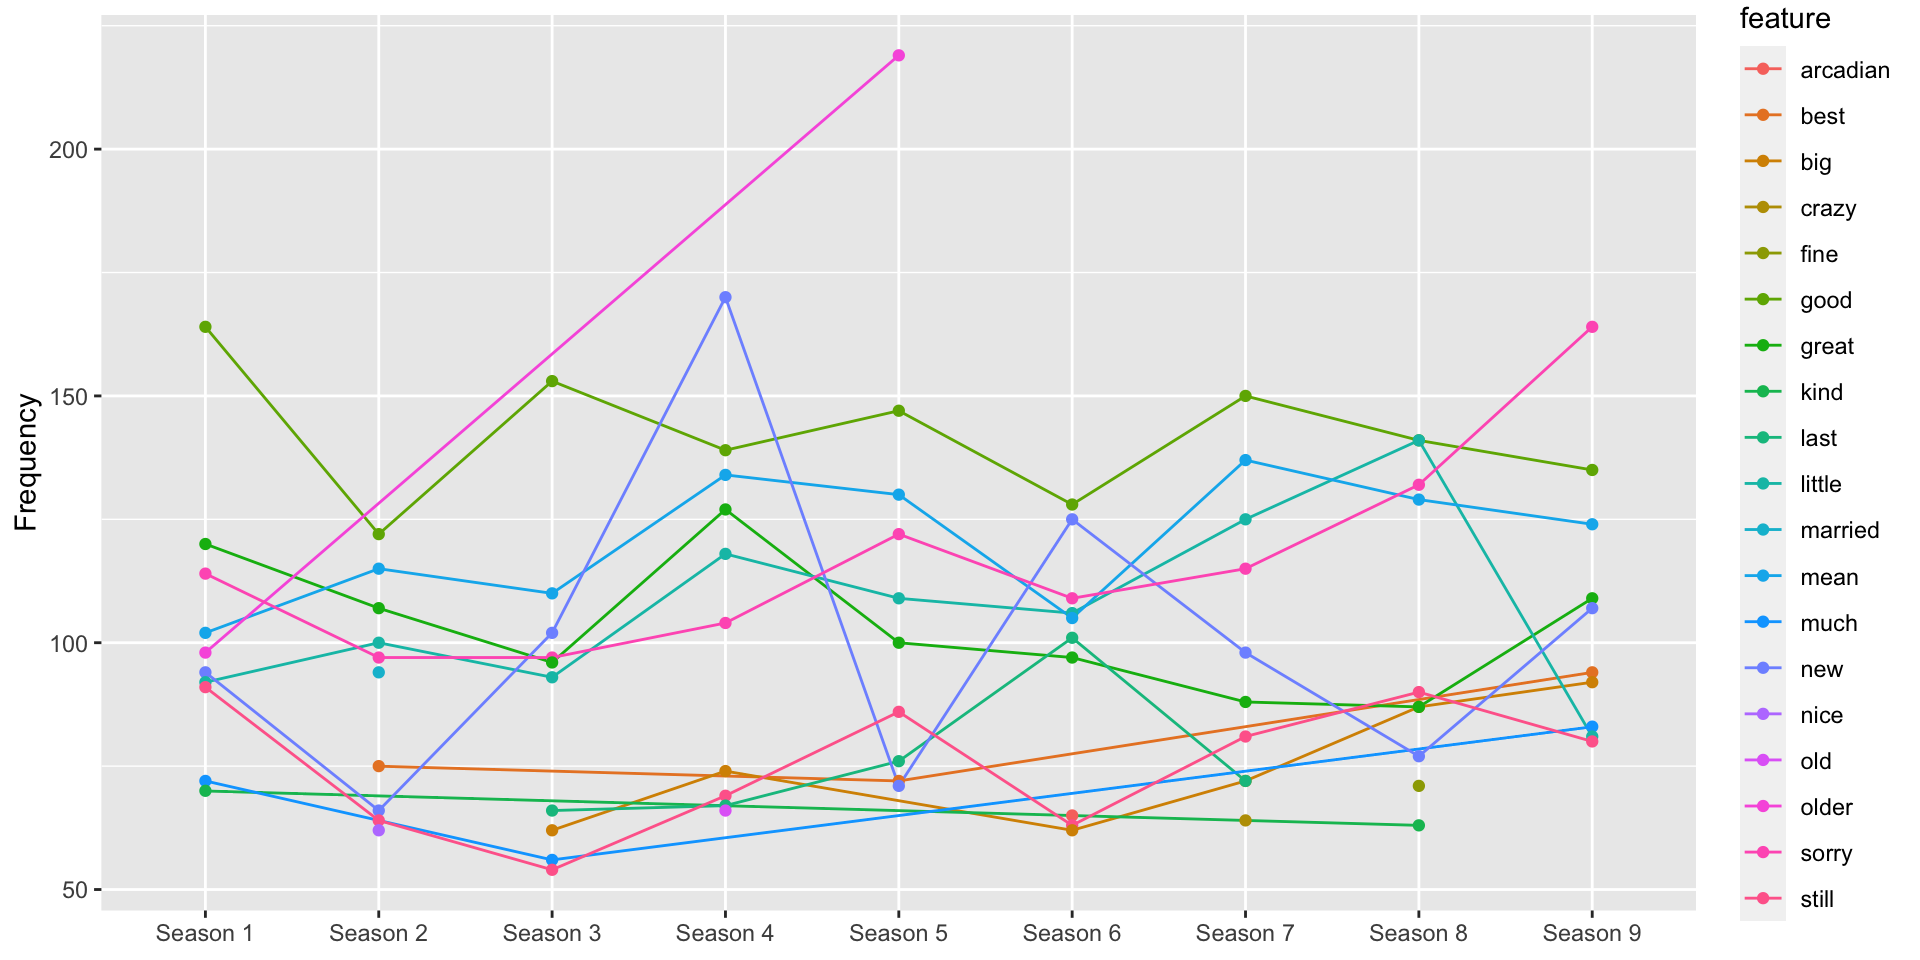 feature
arcadian
best
big
crazy
fine
good
great
kind
last
little
married
mean
much
new
nice
old
older
sorry
still
Frequency
200
150
100
50
Season 1 Season 2 Season 3 Season 4 Season 5 Season 6 Season 7 Season 8 Season 9